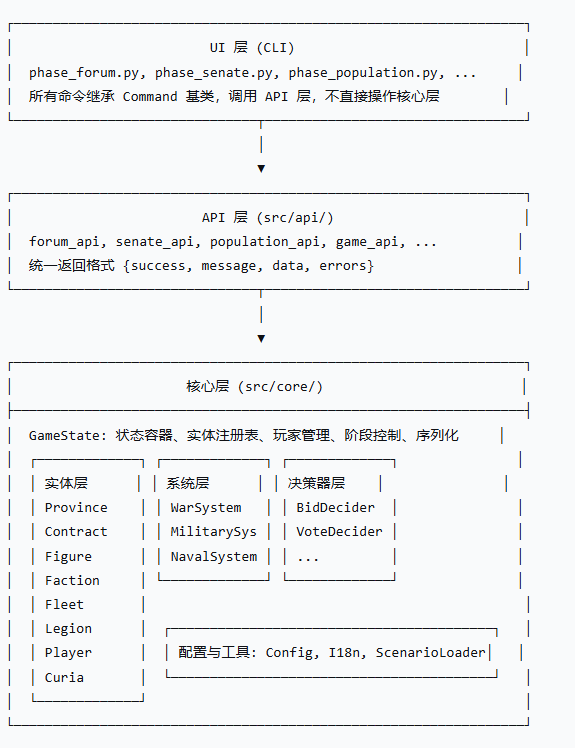 UI 层 (CLI)
phase_forum.py, phase_senate.py, phase_population.py, ...
所有命令继承 Command 基类，调用 API 层，不直接操作核心层
▼
API 层 (src/api/)
forum_api, senate_api, population_api, game_api, ...
统一返回格式 {success, message, data, errors}
▼
核心层 (src/core/)
GameState: 状态容器、实体注册表、玩家管理、阶段控制、序列化
实体层 系统层 决策器层
Province WarSystem BidDecider
Contract MilitarySys VoteDecider
Figure NavalSystem ...
Faction
Fleet
Legion
Player 配置与工具: Config, I18n, ScenarioLoader
Curia